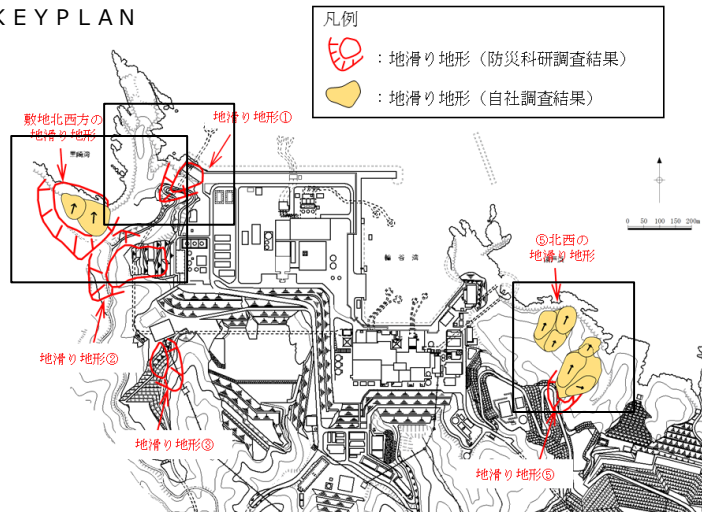 KEYPLAN
凡例
：地滑り地形（防災科研調査結果）
：地滑り地形（自社調査結果）
敷地北西方の
地滑り地形
地滑り地形①
輪谷湾
0 50 100 150 200m
⑤北西の
地滑り地形
地滑り地形②
地滑り地形③
地滑り地形⑤